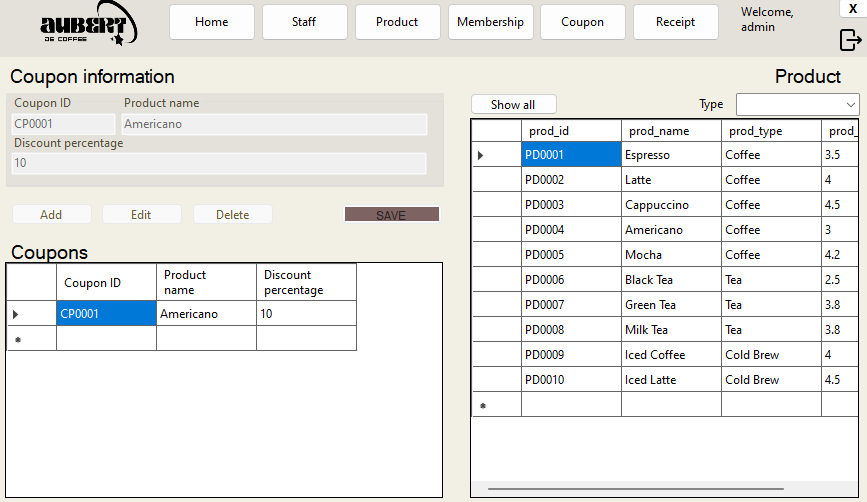 AUBERT
DE COFFEE
Home
Staff
Product
Membership
Coupon
Receipt
Welcome,
admin
X
Coupon information
Coupon ID Product name
CP0001 Americano
Discount percentage
10
Add Edit Delete SAVE
Coupons
Coupon ID Product name Discount percentage
CP0001 Americano 10
*
Product
Show all Type
prod_id prod_name prod_type prod_
PD0001 Espresso Coffee 3.5
PD0002 Latte Coffee 4
PD0003 Cappuccino Coffee 4.5
PD0004 Americano Coffee 3
PD0005 Mocha Coffee 4.2
PD0006 Black Tea Tea 2.5
PD0007 Green Tea Tea 3.8
PD0008 Milk Tea Tea 3.8
PD0009 Iced Coffee Cold Brew 4
PD0010 Iced Latte Cold Brew 4.5
*